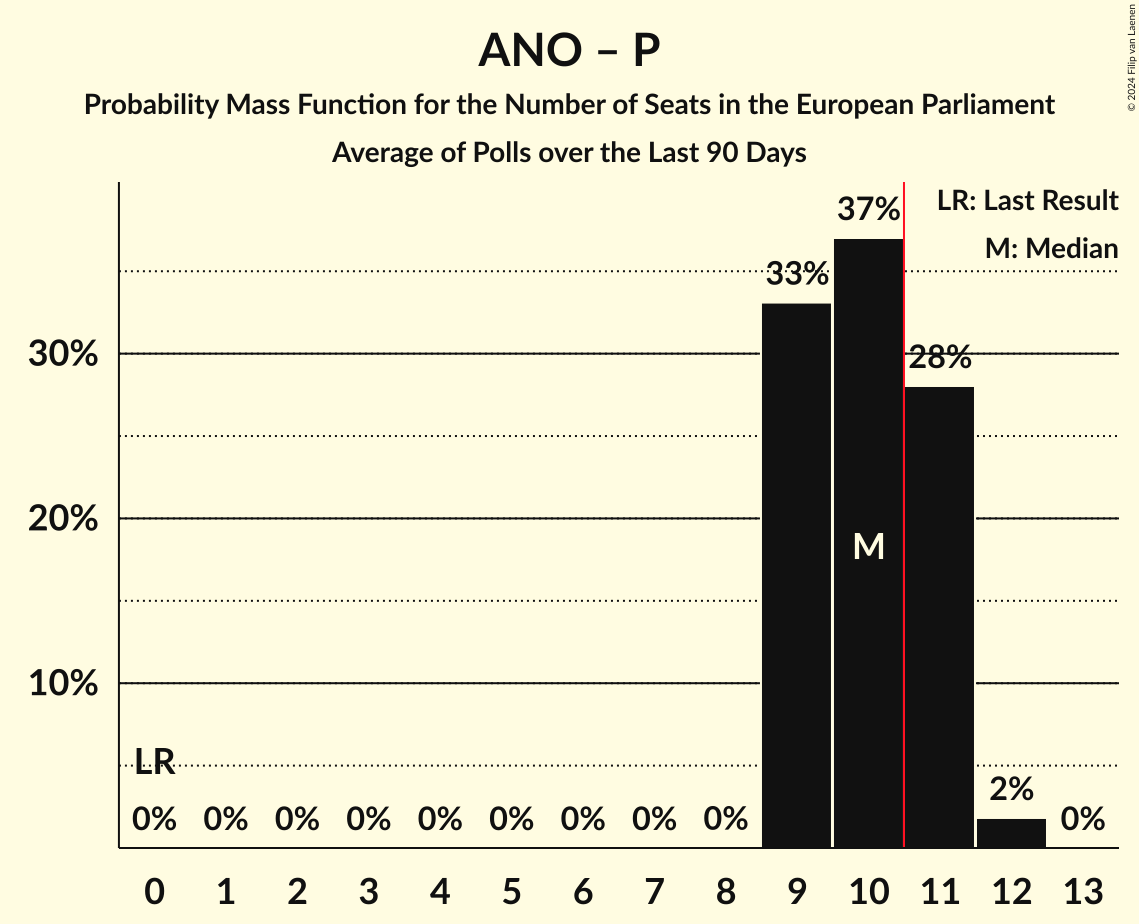 ANO – P
Probability Mass Function for the Number of Seats in the European Parliament
Average of Polls over the Last 90 Days
© 2024 Filip van Laenen
LR: Last Result
M: Median
37%
33%
30%
28%
20%
M
10%
LR
2%
0% 0% 0% 0% 0% 0% 0% 0% 0% 0%
0 1 2 3 4 5 6 7 8 9 10 11 12 13